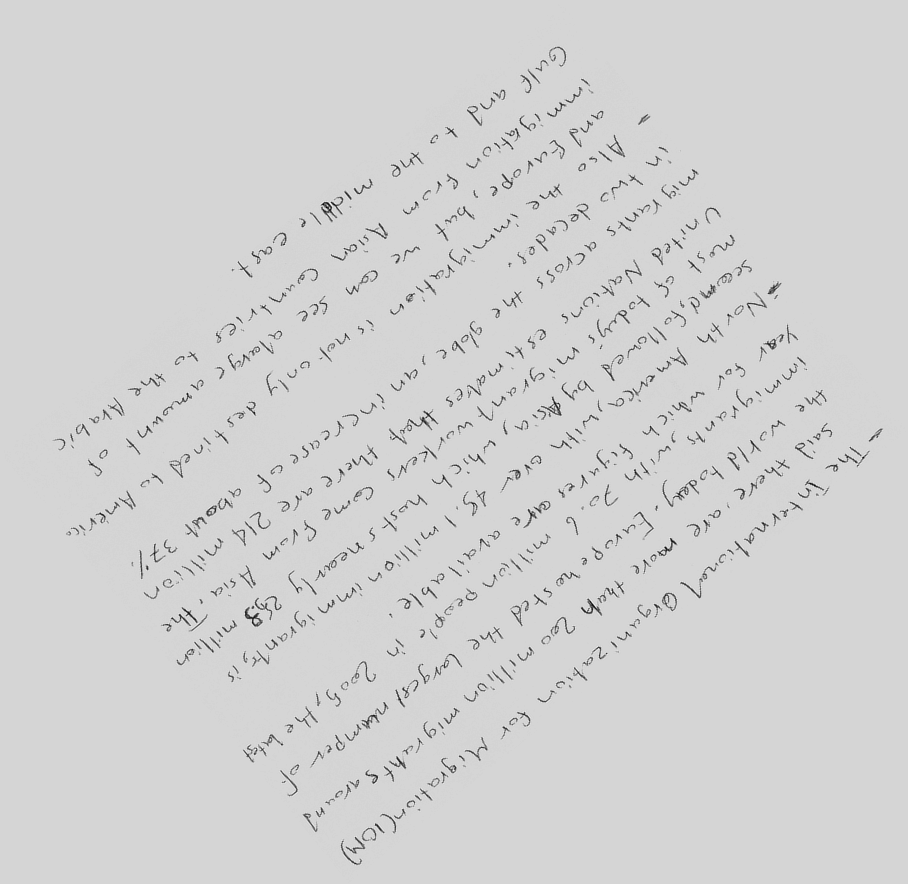 - The International Organization for Migration (IOM)
said there are more than 200 million migrants around
the world today. Europe hosted the largest number of
immigrants, with 70.6 million people in 2005, the latest
year for which figures are available.
- North America, with over 45.1 million immigrants, is
second, followed by Asia, which hosts nearly 25.3 million
most of today's migrant workers come from Asia. The
United Nations estimates that there are 214 million
migrants across the globe, an increase of about 37%
in two decades.
- Also the immigration is not only destined to America
and Europe, but we can see a large amount of
immigration from Asian countries to the Arabic
Gulf and to the middle east.